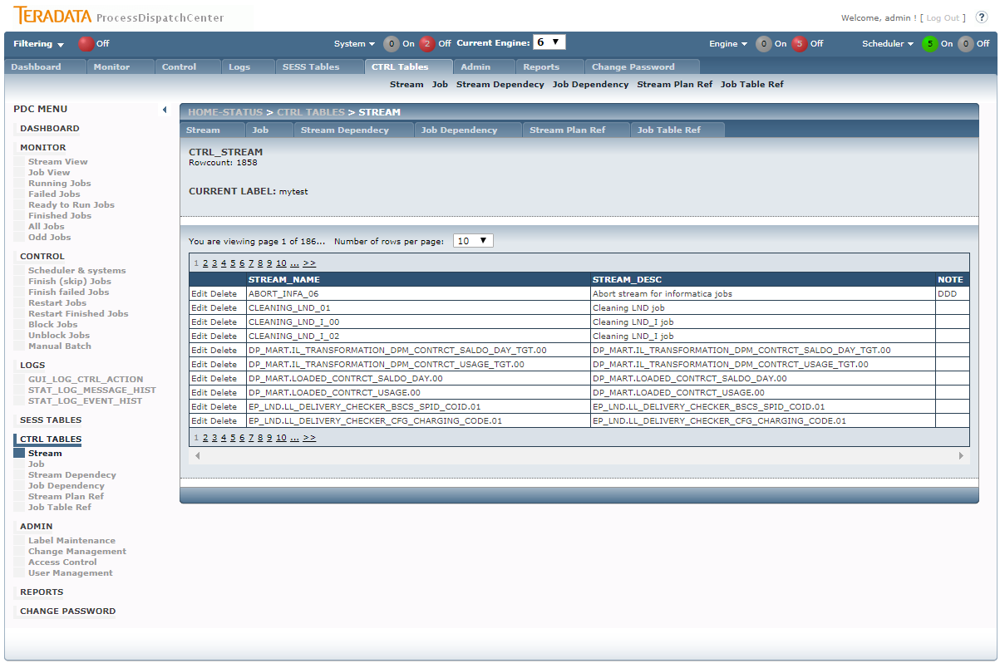 TERADATA ProcessDispatchCenter
Welcome, admin ! [ Log Out ] ?
Filtering Off System 0 On 2 Off Current Engine: 6 Engine 0 On 5 Off Scheduler 5 On 0 Off
Dashboard Monitor Control Logs SESS Tables CTRL Tables Admin Reports Change Password
Stream Job Stream Dependecy Job Dependency Stream Plan Ref Job Table Ref
PDC MENU
DASHBOARD
MONITOR
Stream View
Job View
Running Jobs
Failed Jobs
Ready to Run Jobs
Finished Jobs
All Jobs
Odd Jobs
CONTROL
Scheduler & systems
Finish (skip) Jobs
Finish failed Jobs
Restart Jobs
Restart Finished Jobs
Block Jobs
Unblock Jobs
Manual Batch
LOGS
GUI_LOG_CTRL_ACTION
STAT_LOG_MESSAGE_HIST
STAT_LOG_EVENT_HIST
SESS TABLES
CTRL TABLES
Stream
Job
Stream Dependecy
Job Dependency
Stream Plan Ref
Job Table Ref
ADMIN
Label Maintenance
Change Management
Access Control
User Management
REPORTS
CHANGE PASSWORD
HOME-STATUS > CTRL TABLES > STREAM
Stream Job Stream Dependecy Job Dependency Stream Plan Ref Job Table Ref
CTRL_STREAM
Rowcount: 1858
CURRENT LABEL: mytest
You are viewing page 1 of 186... Number of rows per page: 10
1 2 3 4 5 6 7 8 9 10 ... >>
STREAM_NAME STREAM_DESC NOTE
Edit Delete ABORT_INFA_06 Abort stream for informatica jobs DDD
Edit Delete CLEANING_LND_01 Cleaning LND job
Edit Delete CLEANING_LND_I_00 Cleaning LND_I job
Edit Delete CLEANING_LND_I_02 Cleaning LND_I job
Edit Delete DP_MART.IL_TRANSFORMATION_DPM_CONTRCT_SALDO_DAY_TGT.00 DP_MART.IL_TRANSFORMATION_DPM_CONTRCT_SALDO_DAY_TGT.00
Edit Delete DP_MART.IL_TRANSFORMATION_DPM_CONTRCT_USAGE_TGT.00 DP_MART.IL_TRANSFORMATION_DPM_CONTRCT_USAGE_TGT.00
Edit Delete DP_MART.LOADED_CONTRCT_SALDO_DAY.00 DP_MART.LOADED_CONTRCT_SALDO_DAY.00
Edit Delete DP_MART.LOADED_CONTRCT_USAGE.00 DP_MART.LOADED_CONTRCT_USAGE.00
Edit Delete EP_LND.LL_DELIVERY_CHECKER_BSCS_SPID_COID.01 EP_LND.LL_DELIVERY_CHECKER_BSCS_SPID_COID.01
Edit Delete EP_LND.LL_DELIVERY_CHECKER_CFG_CHARGING_CODE.01 EP_LND.LL_DELIVERY_CHECKER_CFG_CHARGING_CODE.01
1 2 3 4 5 6 7 8 9 10 ... >>